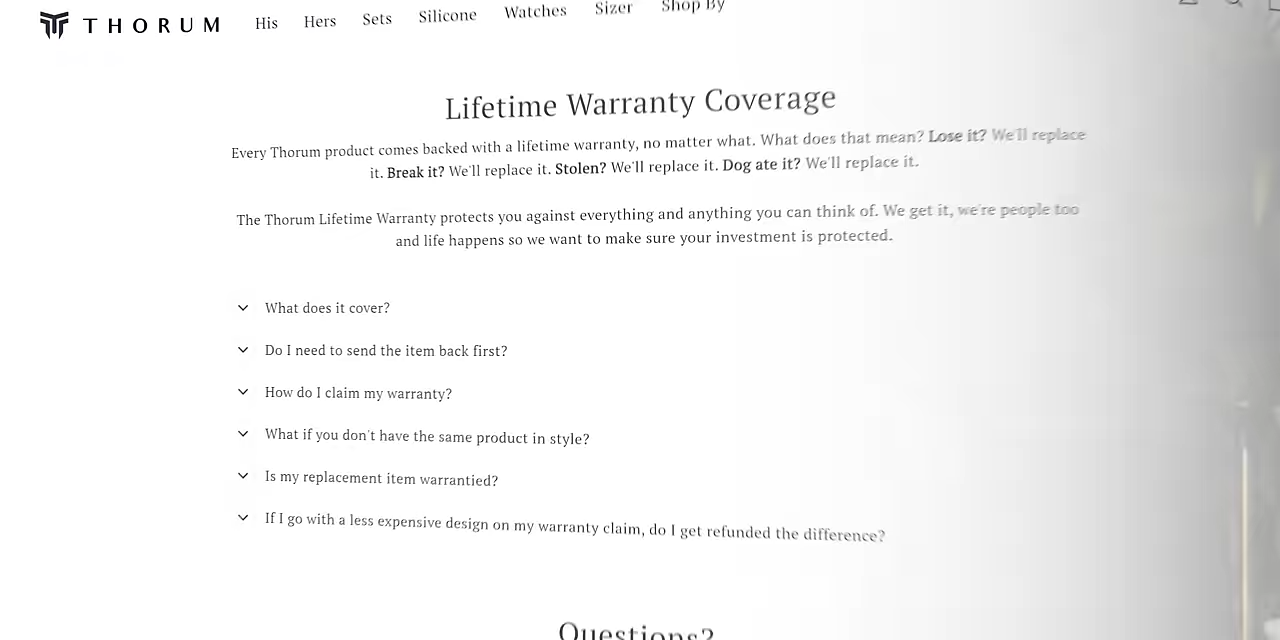 THORUM His Hers Sets Silicone Watches Sizer Shop By
Lifetime Warranty Coverage
Every Thorum product comes backed with a lifetime warranty, no matter what. What does that mean? Lose it? We'll replace
it. Break it? We'll replace it. Stolen? We'll replace it. Dog ate it? We'll replace it.
The Thorum Lifetime Warranty protects you against everything and anything you can think of. We get it, we're people too
and life happens so we want to make sure your investment is protected.
What does it cover?
Do I need to send the item back first?
How do I claim my warranty?
What if you don't have the same product in style?
Is my replacement item warrantied?
If I go with a less expensive design on my warranty claim, do I get refunded the difference?
Questions?